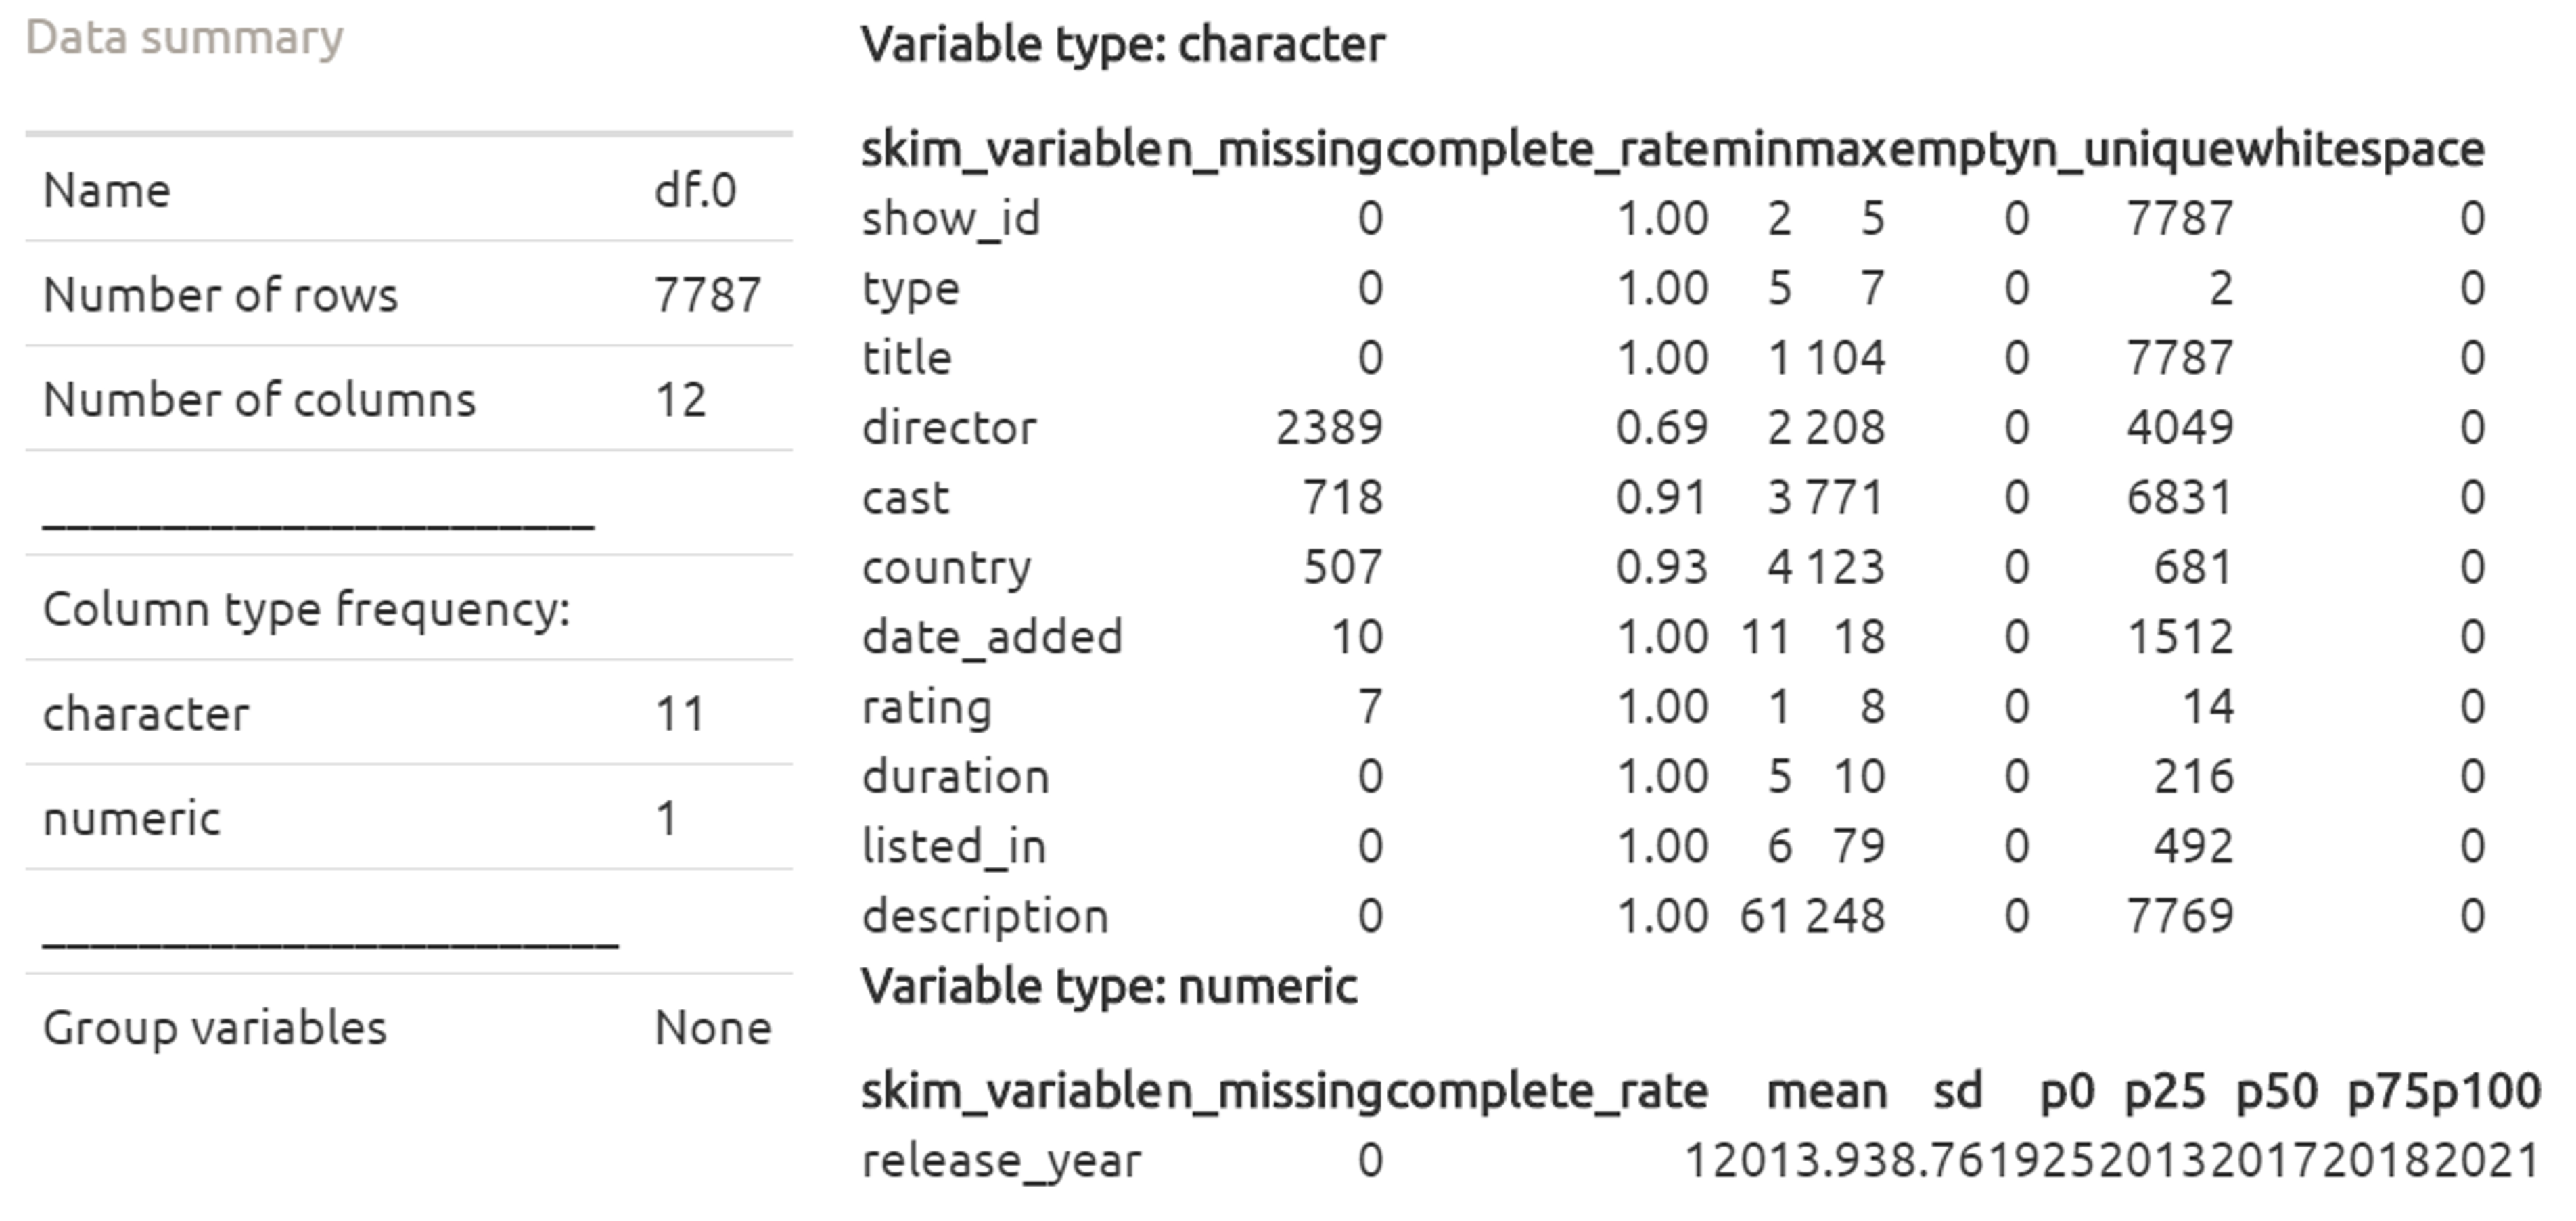 Data summary
Name df.0
Number of rows 7787
Number of columns 12
_______________________
Column type frequency:
character 11
numeric 1
________________________
Group variables None
Variable type: character
skim_variable n_missing complete_rate min max empty n_unique whitespace
show_id 0 1.00 2 5 0 7787 0
type 0 1.00 5 7 0 2 0
title 0 1.00 1 104 0 7787 0
director 2389 0.69 2 208 0 4049 0
cast 718 0.91 3 771 0 6831 0
country 507 0.93 4 123 0 681 0
date_added 10 1.00 11 18 0 1512 0
rating 7 1.00 1 8 0 14 0
duration 0 1.00 5 10 0 216 0
listed_in 0 1.00 6 79 0 492 0
description 0 1.00 61 248 0 7769 0
Variable type: numeric
skim_variable n_missing complete_rate mean sd p0 p25 p50 p75 p100
release_year 0 1 2013.93 8.76 1925 2013 2017 2018 2021